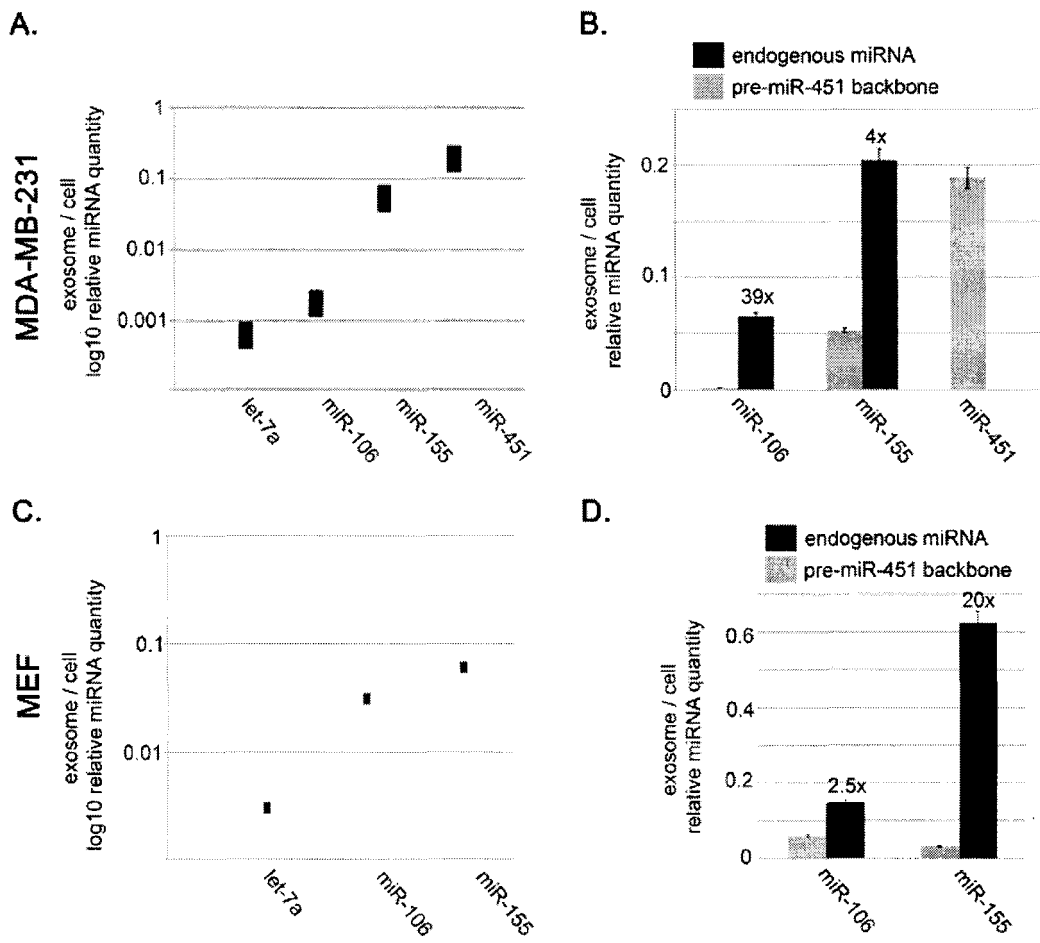 A.
MDA-MB-231
exosome / cell
log10 relative miRNA quantity
1
0.1
0.01
0.001
let-7a
miR-106
miR-155
miR-451
B.
endogenous miRNA
pre-miR-451 backbone
exosome / cell
relative miRNA quantity
0.2
0.1
0
39x
4x
miR-106
miR-155
miR-451
C.
MEF
exosome / cell
log10 relative miRNA quantity
1
0.1
0.01
let-7a
miR-106
miR-155
D.
endogenous miRNA
pre-miR-451 backbone
exosome / cell
relative miRNA quantity
0.6
0.4
0.2
0
2.5x
20x
miR-106
miR-155